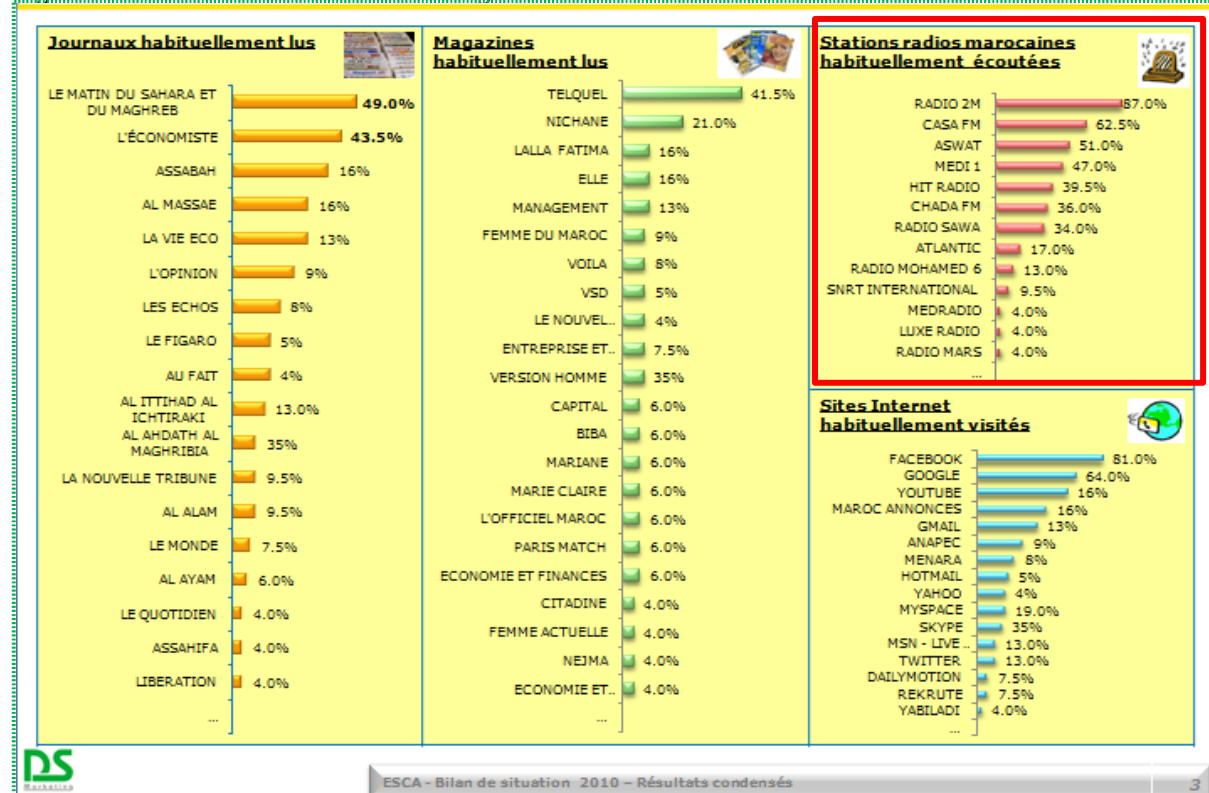 Journaux habituellement lus
LE MATIN DU SAHARA ET
DU MAGHREB
49.0%
L'ÉCONOMISTE 43.5%
ASSABAH 16%
AL MASSAE 16%
LA VIE ECO 13%
L'OPINION 9%
LES ECHOS 8%
LE FIGARO 5%
AU FAIT 4%
AL ITTIHAD AL
ICHTIRAKI
13.0%
AL AHDATH AL
MAGHRIBIA
35%
LA NOUVELLE TRIBUNE 9.5%
AL ALAM 9.5%
LE MONDE 7.5%
AL AYAM 6.0%
LE QUOTIDIEN 4.0%
ASSAHIFA 4.0%
LIBERATION 4.0%
...
Magazines
habituellement lus
TELQUEL 41.5%
NICHANE 21.0%
LALLA FATIMA 16%
ELLE 16%
MANAGEMENT 13%
FEMME DU MAROC 9%
VOILA 8%
VSD 5%
LE NOUVEL.. 4%
ENTREPRISE ET.. 7.5%
VERSION HOMME 35%
CAPITAL 6.0%
BIBA 6.0%
MARIANE 6.0%
MARIE CLAIRE 6.0%
L'OFFICIEL MAROC 6.0%
PARIS MATCH 6.0%
ECONOMIE ET FINANCES 6.0%
CITADINE 4.0%
FEMME ACTUELLE 4.0%
NEJMA 4.0%
ECONOMIE ET.. 4.0%
...
Stations radios marocaines
habituellement écoutées
RADIO 2M 87.0%
CASA FM 62.5%
ASWAT 51.0%
MEDI 1 47.0%
HIT RADIO 39.5%
CHADA FM 36.0%
RADIO SAWA 34.0%
ATLANTIC 17.0%
RADIO MOHAMED 6 13.0%
SNRT INTERNATIONAL 9.5%
MEDRADIO 4.0%
LUXE RADIO 4.0%
RADIO MARS 4.0%
...
Sites Internet
habituellement visités
FACEBOOK 81.0%
GOOGLE 64.0%
YOUTUBE 16%
MAROC ANNONCES 16%
GMAIL 13%
ANAPEC 9%
MENARA 8%
HOTMAIL 5%
YAHOO 4%
MYSPACE 19.0%
SKYPE 35%
MSN - LIVE .. 13.0%
TWITTER 13.0%
DAILYMOTION 7.5%
REKRUTE 7.5%
YABILADI 4.0%
...
DS
Marketing
ESCA - Bilan de situation 2010 – Résultats condensés
3